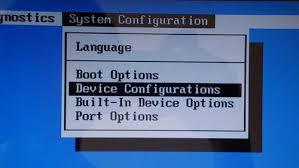 gnostics System Configuration
Language
Boot Options
Device Configurations
Built-In Device Options
Port Options